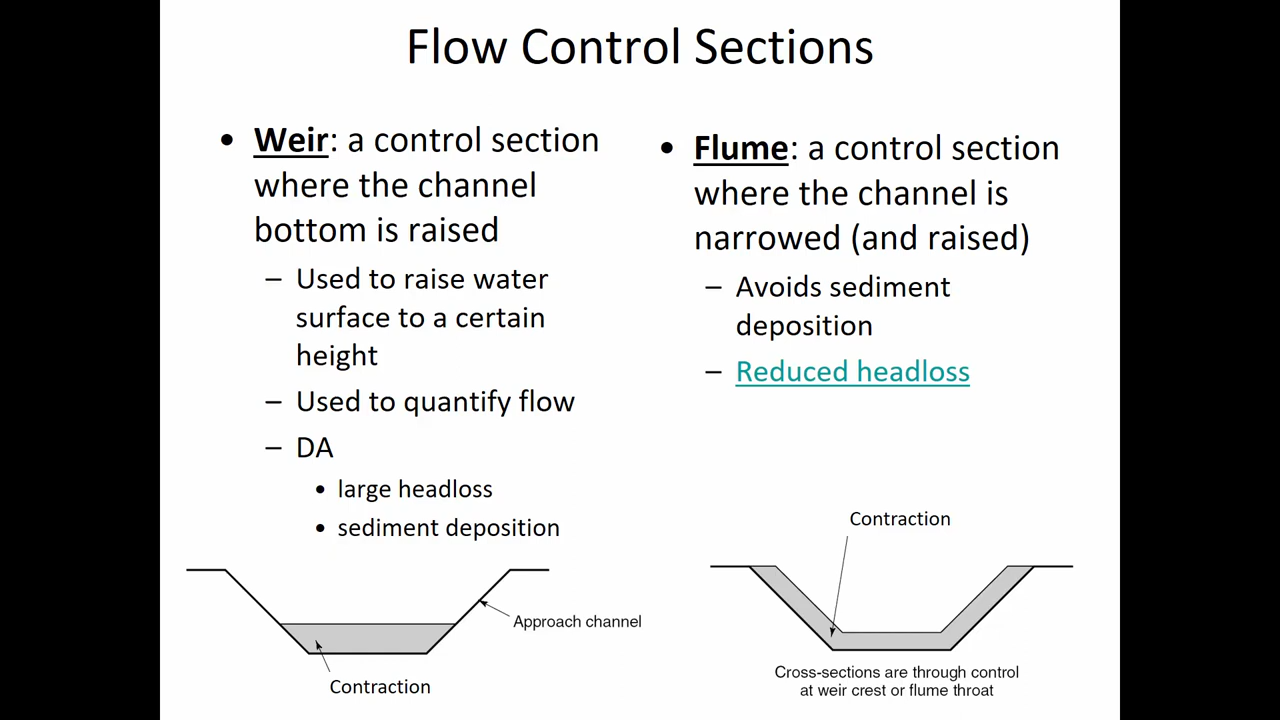 Flow Control Sections
• Weir: a control section
where the channel
bottom is raised
– Used to raise water
surface to a certain
height
– Used to quantify flow
– DA
• large headloss
• sediment deposition
• Flume: a control section
where the channel is
narrowed (and raised)
– Avoids sediment
deposition
– Reduced headloss
Approach channel
Contraction
Contraction
Cross-sections are through control
at weir crest or flume throat